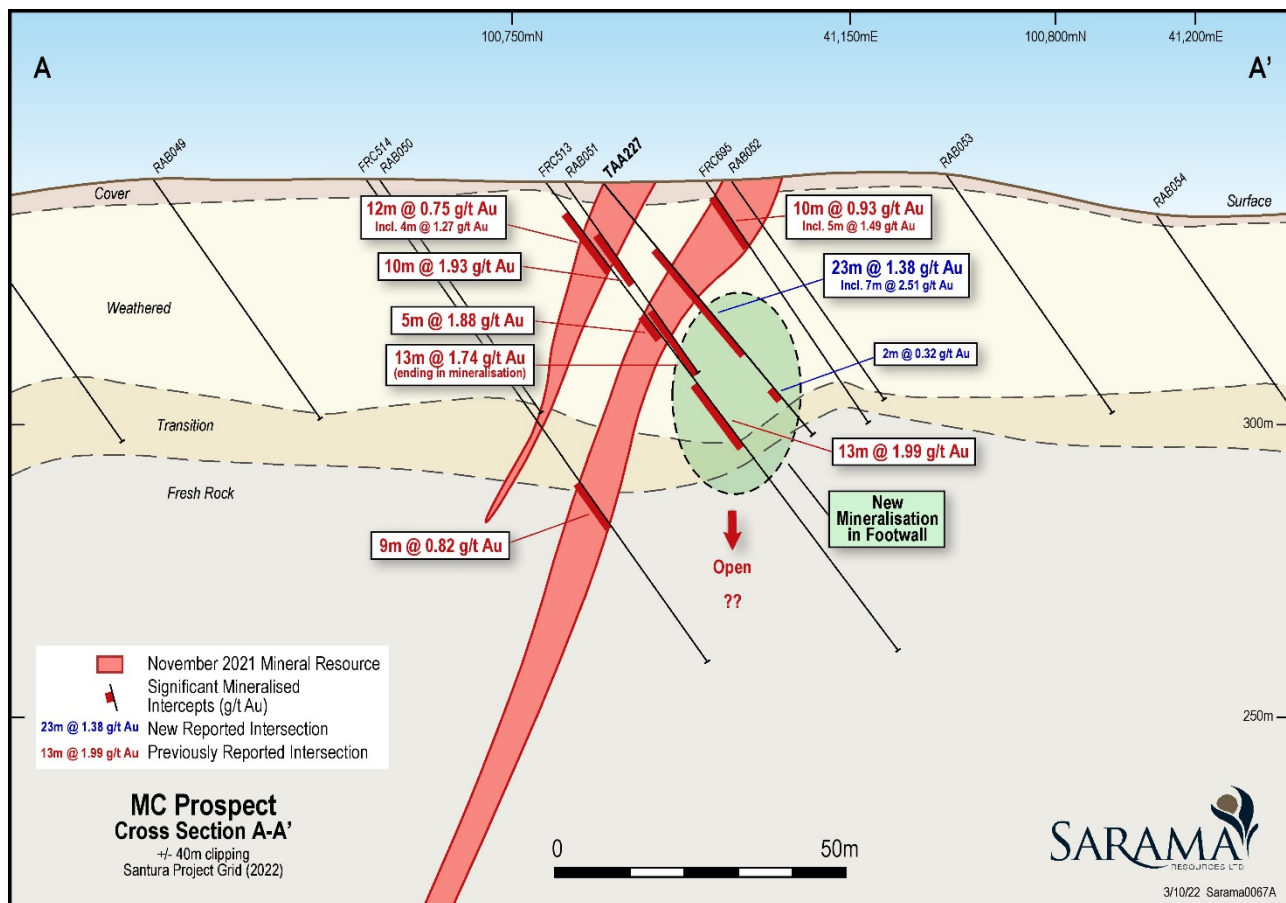 100,750mN
41,150mE
100,800mN
41,200mE
A
A'
RAB049
FRC514
RAB050
FRC513
RAB051
TAA227
FRC695
RAB052
RAB053
RAB054
Cover
Surface
12m @ 0.75 g/t Au
Incl. 4m @ 1.27 g/t Au
10m @ 0.93 g/t Au
Incl. 5m @ 1.49 g/t Au
10m @ 1.93 g/t Au
23m @ 1.38 g/t Au
Incl. 7m @ 2.51 g/t Au
Weathered
5m @ 1.88 g/t Au
13m @ 1.74 g/t Au
(ending in mineralisation)
2m @ 0.32 g/t Au
Transition
300m
13m @ 1.99 g/t Au
Fresh Rock
New
Mineralisation
in Footwall
9m @ 0.82 g/t Au
Open
??
November 2021 Mineral Resource
Significant Mineralised
Intercepts (g/t Au)
23m @ 1.38 g/t Au New Reported Intersection
13m @ 1.99 g/t Au Previously Reported Intersection
250m
MC Prospect
Cross Section A-A'
+/- 40m clipping
Santura Project Grid (2022)
0
50m
SARAMA
RESOURCES LTD
3/10/22 Sarama0067A